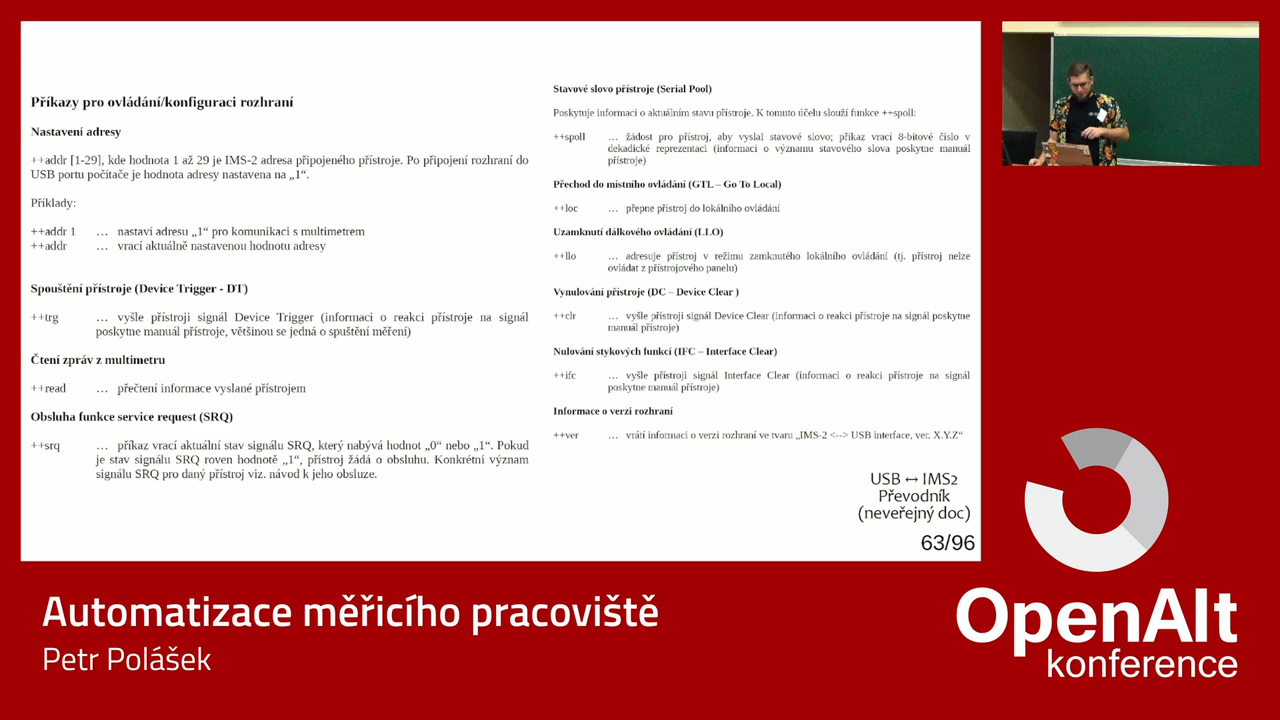 Příkazy pro ovládání/konfiguraci rozhraní
Nastavení adresy
++addr [1-29], kde hodnota 1 až 29 je IMS-2 adresa připojeného přístroje. Po připojení rozhraní do
USB portu počítače je hodnota adresy nastavena na „1“.
Příklady:
++addr 1 … nastaví adresu „1“ pro komunikaci s multimetrem
++addr … vrací aktuálně nastavenou hodnotu adresy
Spouštění přístroje (Device Trigger - DT)
++trg … vyšle přístroji signál Device Trigger (informaci o reakci přístroje na signál
poskytne manuál přístroje, většinou se jedná o spuštění měření)
Čtení zpráv z multimetru
++read … přečtení informace vyslané přístrojem
Obsluha funkce service request (SRQ)
++srq … příkaz vrací aktuální stav signálu SRQ, který nabývá hodnot „0“ nebo „1“. Pokud
je stav signálu SRQ roven hodnotě „1“, přístroj žádá o obsluhu. Konkrétní význam
signálu SRQ pro daný přístroj viz. návod k jeho obsluze.
Stavové slovo přístroje (Serial Pool)
Poskytuje informaci o aktuálním stavu přístroje. K tomuto účelu slouží funkce ++spoll:
++spoll … žádost pro přístroj, aby vyslal stavové slovo; příkaz vrací 8-bitové číslo v
dekadické reprezentaci (informaci o významu stavového slova poskytne manuál
přístroje)
Přechod do místního ovládání (GTL – Go To Local)
++loc … přepne přístroj do lokálního ovládání
Uzamknutí dálkového ovládání (LLO)
++llo … adresuje přístroj v režimu zamknutého lokálního ovládání (tj. přístroj nelze
ovládat z přístrojového panelu)
Vynulování přístroje (DC – Device Clear )
++clr … vyšle přístroji signál Device Clear (informaci o reakci přístroje na signál poskytne
manuál přístroje)
Nulování stykových funkcí (IFC – Interface Clear)
++ifc … vyšle přístroji signál Interface Clear (informaci o reakci přístroje na signál
poskytne manuál přístroje)
Informace o verzi rozhraní
++ver … vrátí informaci o verzi rozhraní ve tvaru „IMS-2 <--> USB interface, ver. X.Y.Z“
USB ↔ IMS2
Převodník
(neveřejný doc)
63/96
Automatizace měřicího pracoviště
Petr Polášek
OpenAlt
konference